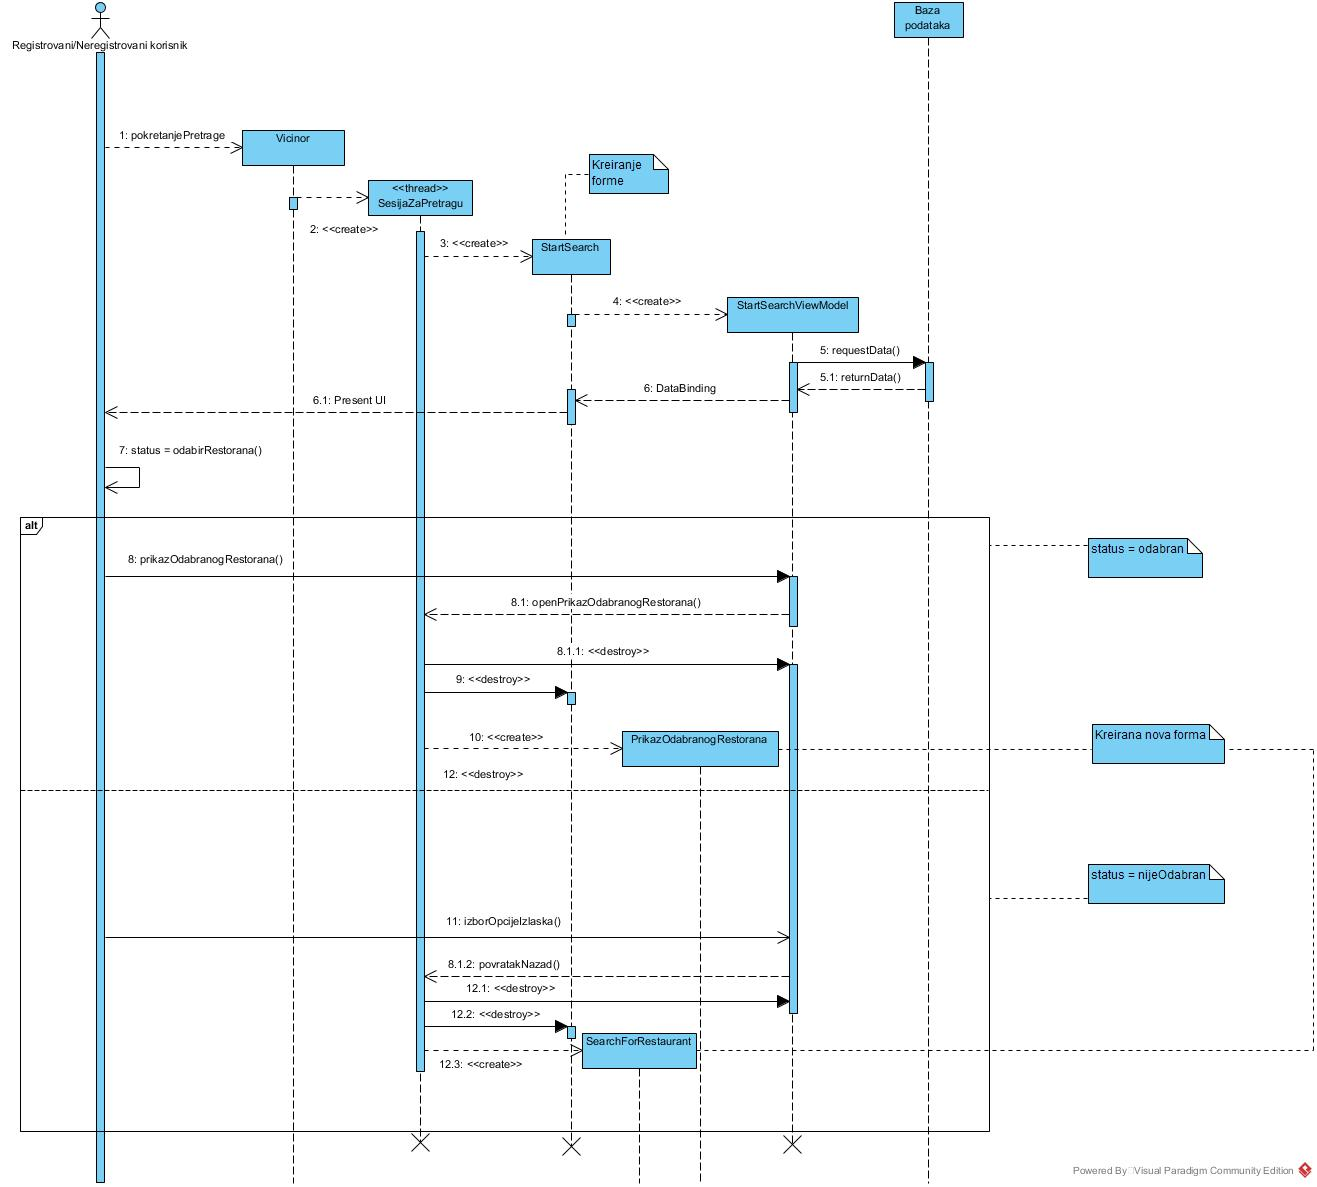 Baza
podataka
Registrovani/Neregistrovani korisnik
1: pokretanjePretrage
Vicinor
Kreiranje
forme
<<thread>>
SesijaZaPretragu
2: <<create>>
3: <<create>>
StartSearch
4: <<create>>
StartSearchViewModel
5: requestData()
5.1: returnData()
6: DataBinding
6.1: Present UI
7: status = odabirRestorana()
alt
status = odabran
8: prikazOdabranogRestorana()
8.1: openPrikazOdabranogRestorana()
8.1.1: <<destroy>>
9: <<destroy>>
10: <<create>>
PrikazOdabranogRestorana
Kreirana nova forma
12: <<destroy>>
status = nijeOdabran
11: izborOpcijeIzlaska()
8.1.2: povratakNazad()
12.1: <<destroy>>
12.2: <<destroy>>
SearchForRestaurant
12.3: <<create>>
Powered By Visual Paradigm Community Edition